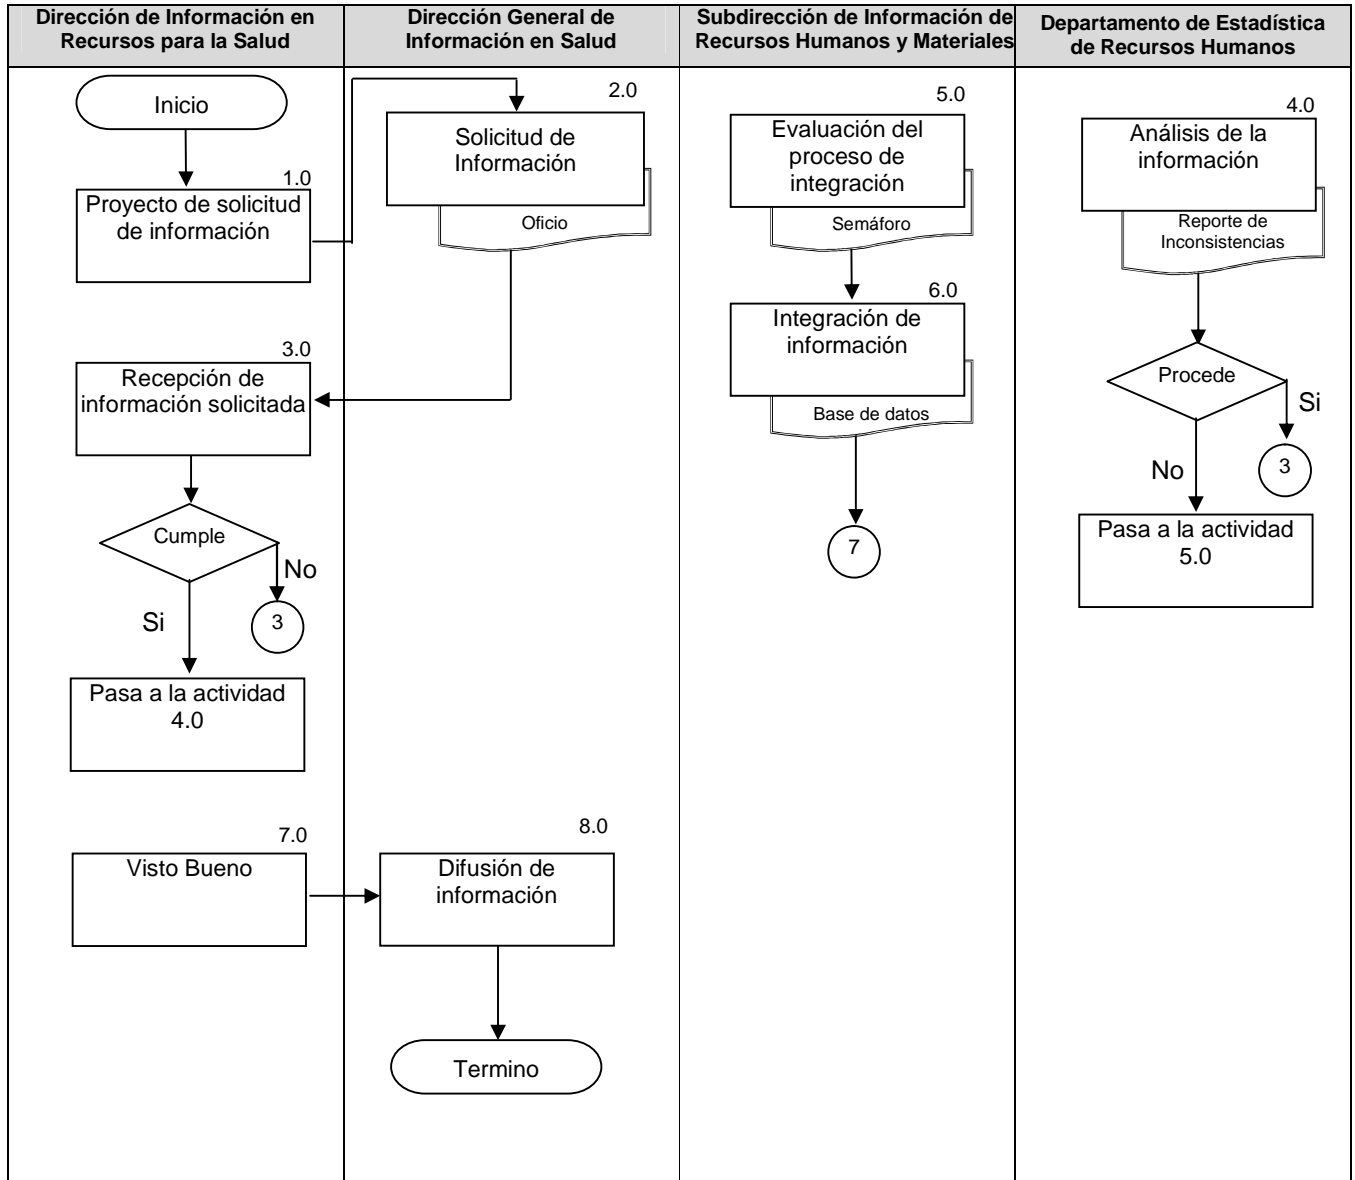 Dirección de Información en
Recursos para la Salud
Dirección General de
Información en Salud
Subdirección de Información de
Recursos Humanos y Materiales
Departamento de Estadística
de Recursos Humanos
Inicio
1.0
Proyecto de solicitud
de información
3.0
Recepción de
información solicitada
Cumple
No
3
Si
Pasa a la actividad
4.0
7.0
Visto Bueno
2.0
Solicitud de
Información
Oficio
8.0
Difusión de
información
Termino
5.0
Evaluación del
proceso de
integración
Semáforo
6.0
Integración de
información
Base de datos
7
4.0
Análisis de la
información
Reporte de
Inconsistencias
Procede
Si
3
No
Pasa a la actividad
5.0